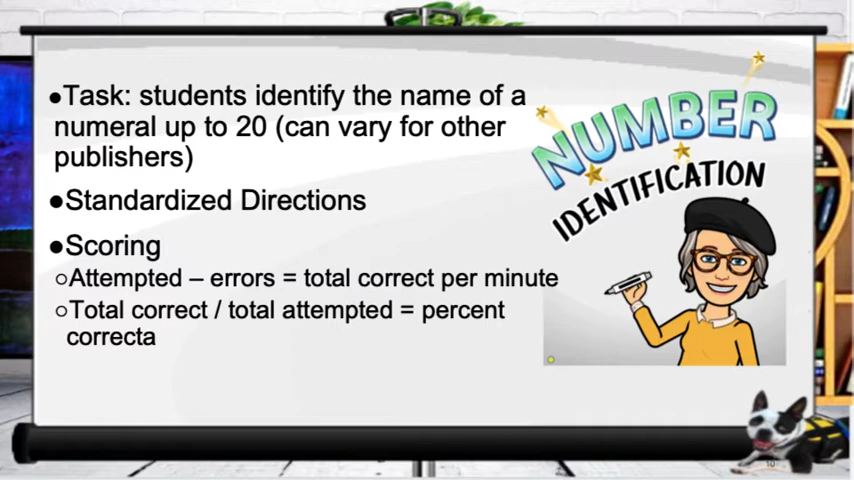 ●Task: students identify the name of a
numeral up to 20 (can vary for other
publishers)
●Standardized Directions
●Scoring
○Attempted – errors = total correct per minute
○Total correct / total attempted = percent
correcta
NUMBER
IDENTIFICATION
10